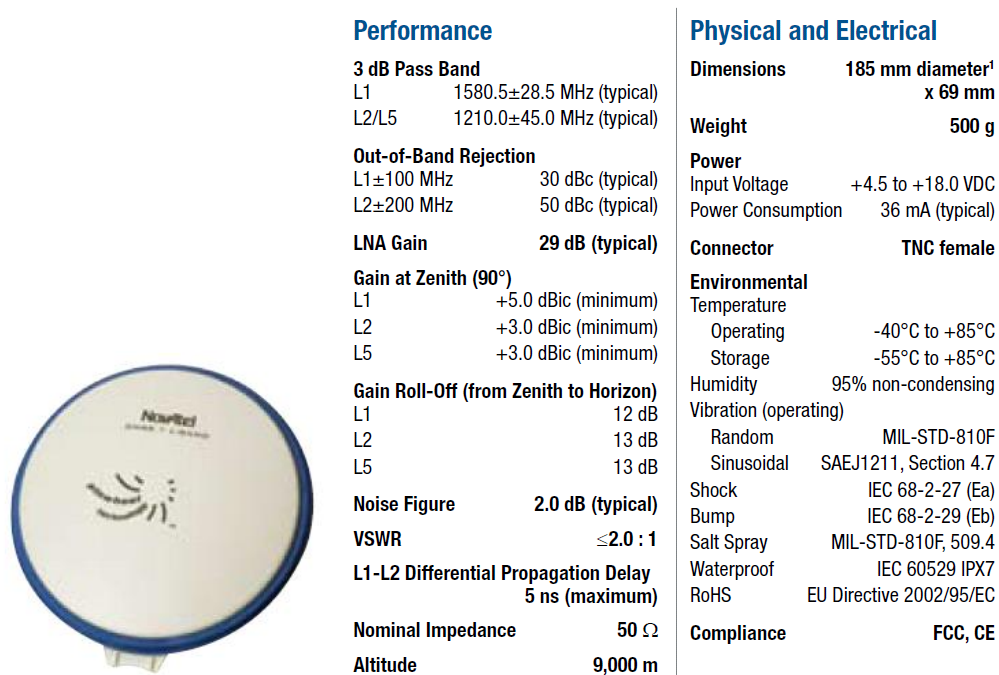 NovAtel
Performance
3 dB Pass Band
L1 1580.5±28.5 MHz (typical)
L2/L5 1210.0±45.0 MHz (typical)
Out-of-Band Rejection
L1±100 MHz 30 dBc (typical)
L2±200 MHz 50 dBc (typical)
LNA Gain 29 dB (typical)
Gain at Zenith (90°)
L1 +5.0 dBic (minimum)
L2 +3.0 dBic (minimum)
L5 +3.0 dBic (minimum)
Gain Roll-Off (from Zenith to Horizon)
L1 12 dB
L2 13 dB
L5 13 dB
Noise Figure 2.0 dB (typical)
VSWR ≤2.0 : 1
L1-L2 Differential Propagation Delay
5 ns (maximum)
Nominal Impedance 50 Ω
Altitude 9,000 m
Physical and Electrical
Dimensions 185 mm diameter¹
x 69 mm
Weight 500 g
Power
Input Voltage +4.5 to +18.0 VDC
Power Consumption 36 mA (typical)
Connector TNC female
Environmental
Temperature
Operating -40°C to +85°C
Storage -55°C to +85°C
Humidity 95% non-condensing
Vibration (operating)
Random MIL-STD-810F
Sinusoidal SAEJ1211, Section 4.7
Shock IEC 68-2-27 (Ea)
Bump IEC 68-2-29 (Eb)
Salt Spray MIL-STD-810F, 509.4
Waterproof IEC 60529 IPX7
RoHS EU Directive 2002/95/EC
Compliance FCC, CE